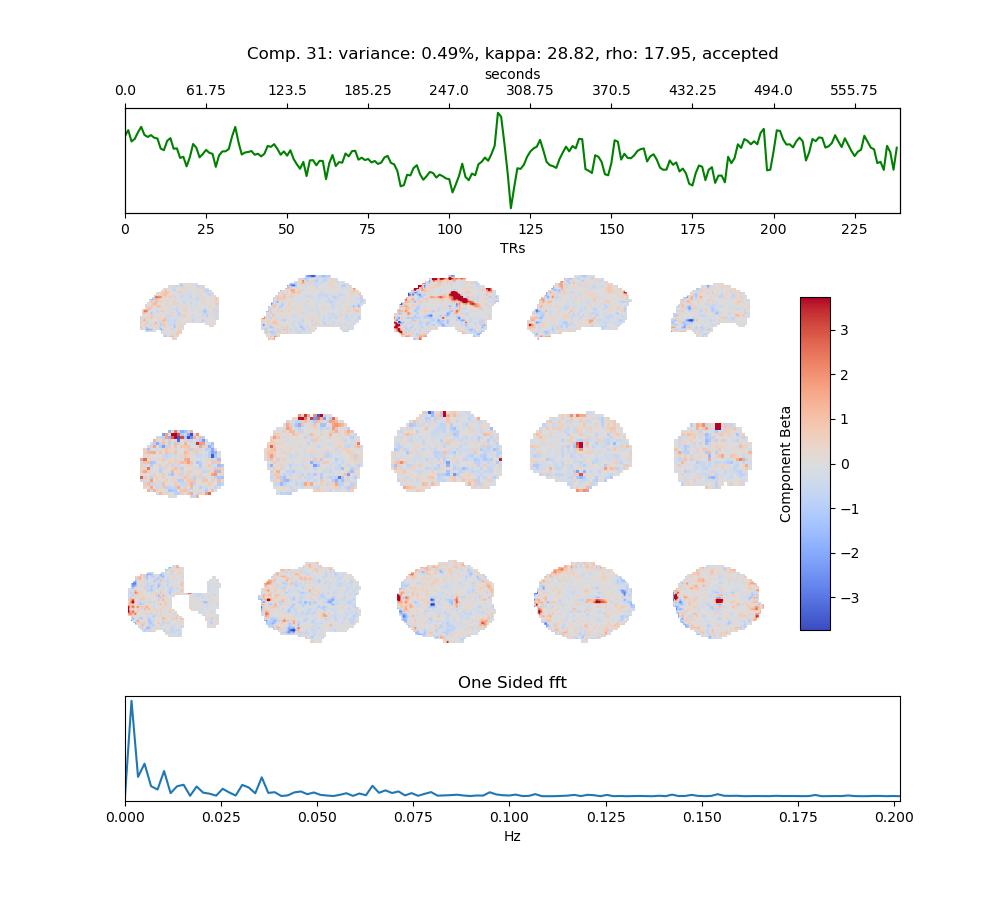 Comp. 31: variance: 0.49%, kappa: 28.82, rho: 17.95, accepted
seconds
0.0 61.75 123.5 185.25 247.0 308.75 370.5 432.25 494.0 555.75
0 25 50 75 100 125 150 175 200 225
TRs
3
2
1
0
−1
−2
−3
Component Beta
One Sided fft
0.000 0.025 0.050 0.075 0.100 0.125 0.150 0.175 0.200
Hz